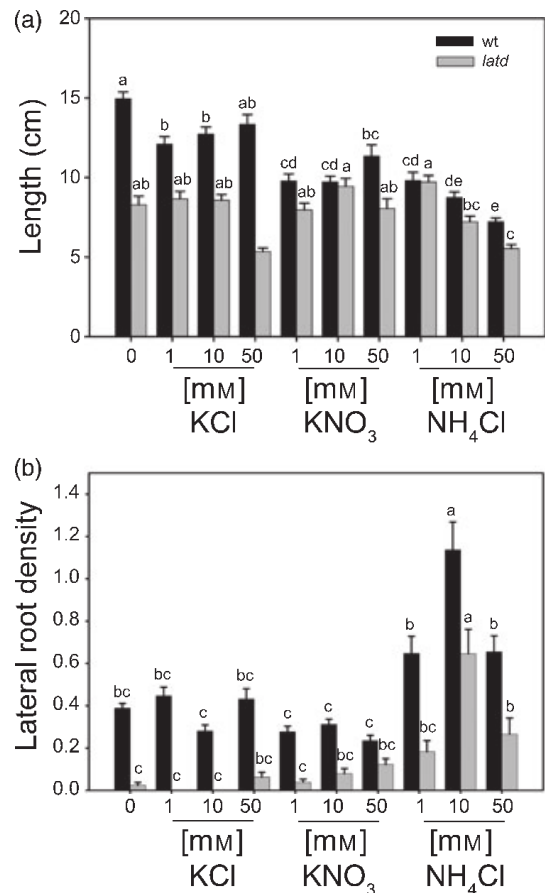 (a)
20
15
10
5
0
Length (cm)
wt
latd
a
ab
b
ab
b
ab
ab
cd
ab
cd
a
bc
ab
cd
a
de
bc
e
c
0 1 10 50 1 10 50 1 10 50
[mM] [mM] [mM]
KCl KNO₃ NH₄Cl
(b)
1.4
1.2
1.0
0.8
0.6
0.4
0.2
0.0
Lateral root density
bc
c
bc
c
c
c
bc
bc
c
c
c
c
c
bc
b
bc
a
a
b
b
0 1 10 50 1 10 50 1 10 50
[mM] [mM] [mM]
KCl KNO₃ NH₄Cl